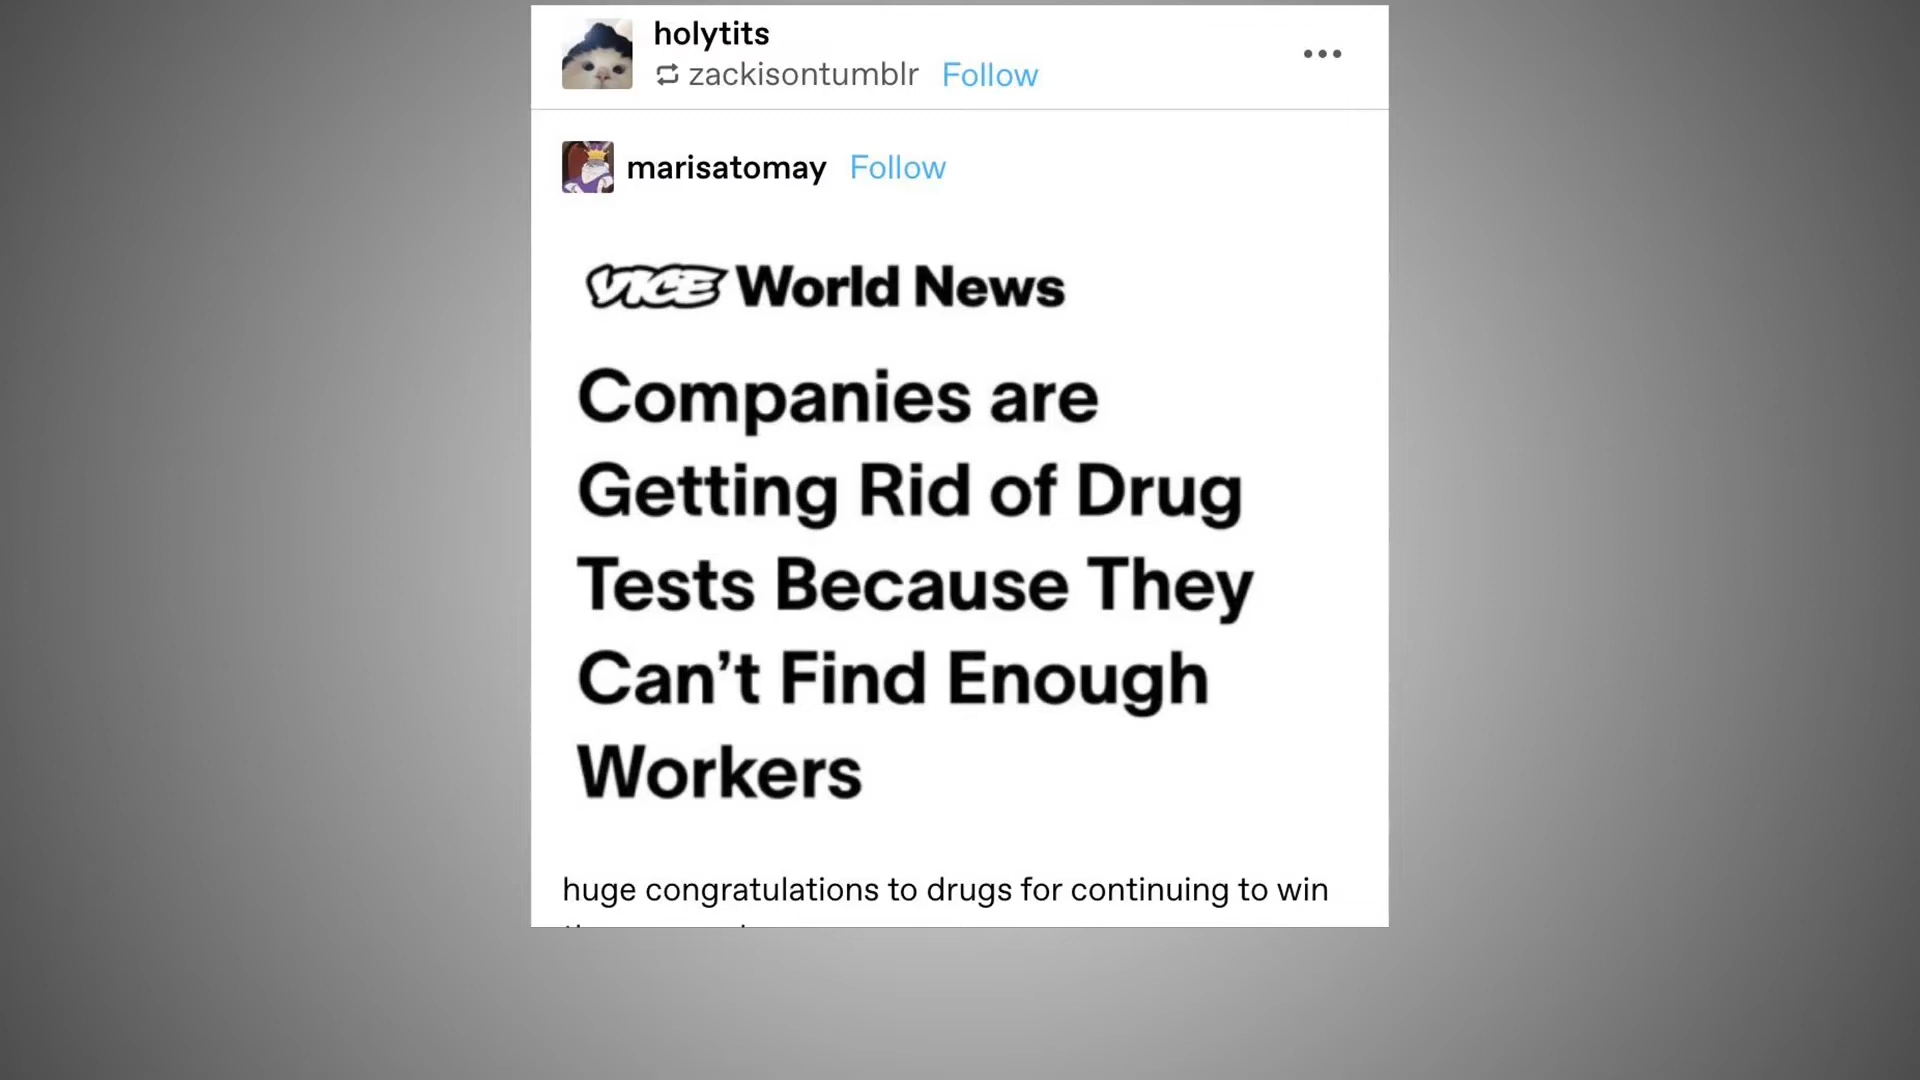 holytits
zackisontumblr Follow
marisatomay Follow
VICE World News
Companies are
Getting Rid of Drug
Tests Because They
Can't Find Enough
Workers
huge congratulations to drugs for continuing to win